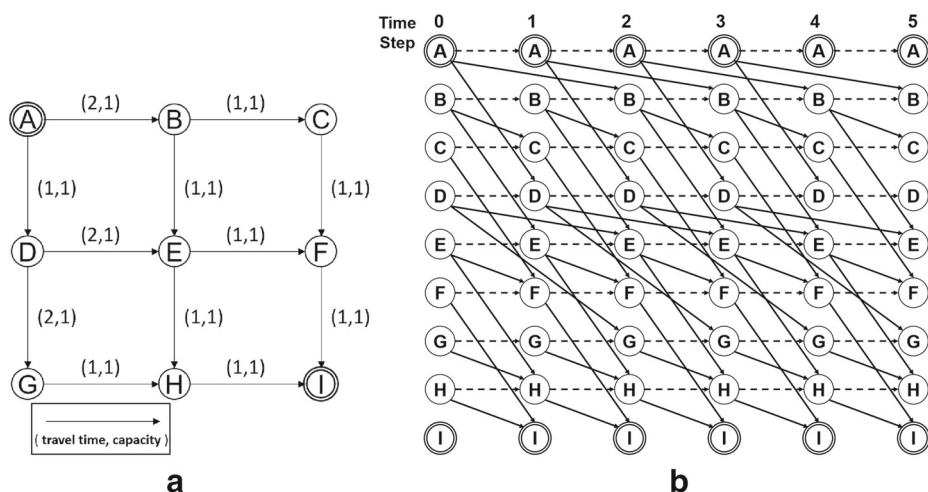 Time Step 0 1 2 3 4 5
A A A A A A
B B B B B B
C C C C C C
D D D D D D
E E E E E E
F F F F F F
G G G G G G
H H H H H H
I I I I I I
A (2,1) B (1,1) C
(1,1) (1,1) (1,1)
D (2,1) E (1,1) F
(2,1) (1,1) (1,1)
G (1,1) H (1,1) I
( travel time, capacity )
a b